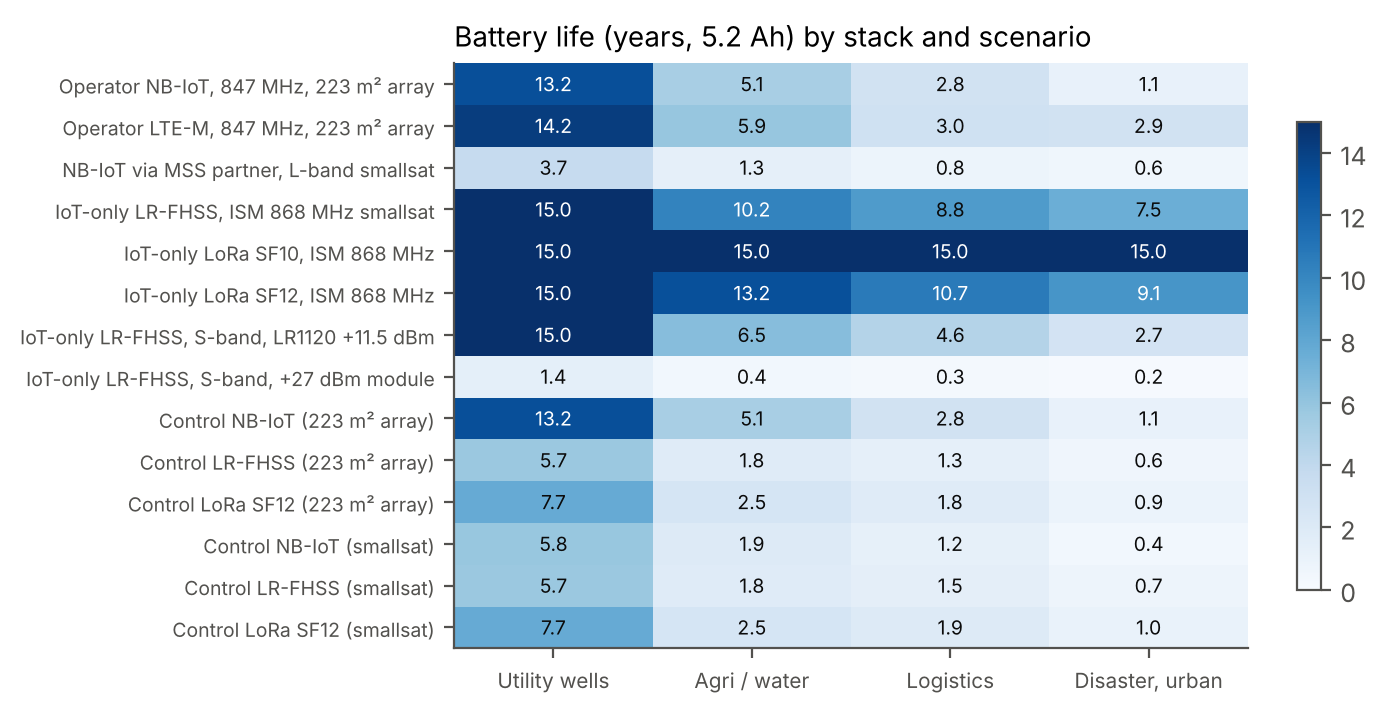 Battery life (years, 5.2 Ah) by stack and scenario
Operator NB-IoT, 847 MHz, 223 m² array 13.2 5.1 2.8 1.1
Operator LTE-M, 847 MHz, 223 m² array 14.2 5.9 3.0 2.9
NB-IoT via MSS partner, L-band smallsat 3.7 1.3 0.8 0.6
IoT-only LR-FHSS, ISM 868 MHz smallsat 15.0 10.2 8.8 7.5
IoT-only LoRa SF10, ISM 868 MHz 15.0 15.0 15.0 15.0
IoT-only LoRa SF12, ISM 868 MHz 15.0 13.2 10.7 9.1
IoT-only LR-FHSS, S-band, LR1120 +11.5 dBm 15.0 6.5 4.6 2.7
IoT-only LR-FHSS, S-band, +27 dBm module 1.4 0.4 0.3 0.2
Control NB-IoT (223 m² array) 13.2 5.1 2.8 1.1
Control LR-FHSS (223 m² array) 5.7 1.8 1.3 0.6
Control LoRa SF12 (223 m² array) 7.7 2.5 1.8 0.9
Control NB-IoT (smallsat) 5.8 1.9 1.2 0.4
Control LR-FHSS (smallsat) 5.7 1.8 1.5 0.7
Control LoRa SF12 (smallsat) 7.7 2.5 1.9 1.0
Utility wells Agri / water Logistics Disaster, urban
14
12
10
8
6
4
2
0